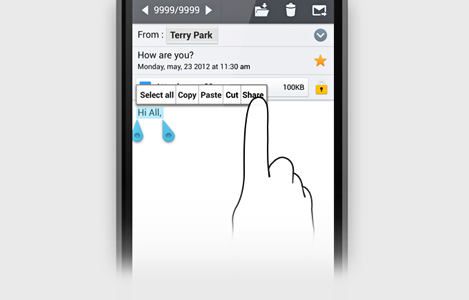 9999/9999
From : Terry Park
How are you?
Monday, may, 23 2012 at 11:30 am
100KB
Select all Copy Paste Cut Share
Hi All,